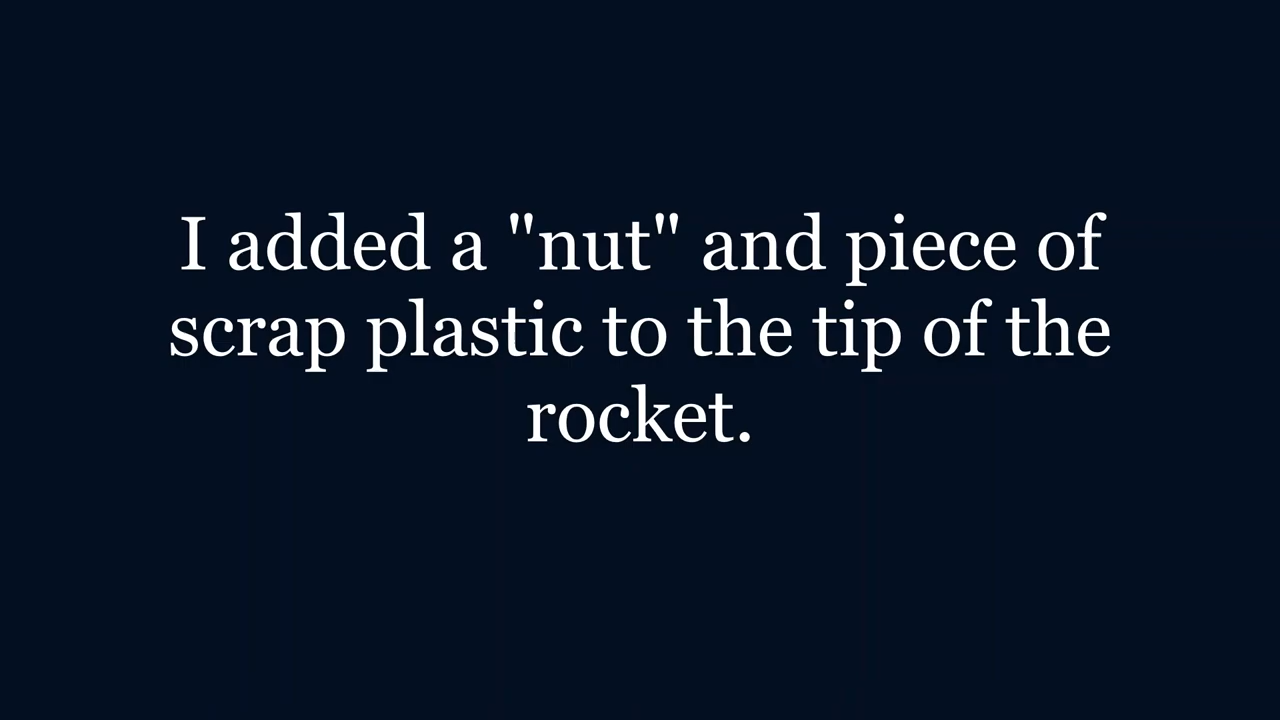 I added a "nut" and piece of
scrap plastic to the tip of the
rocket.